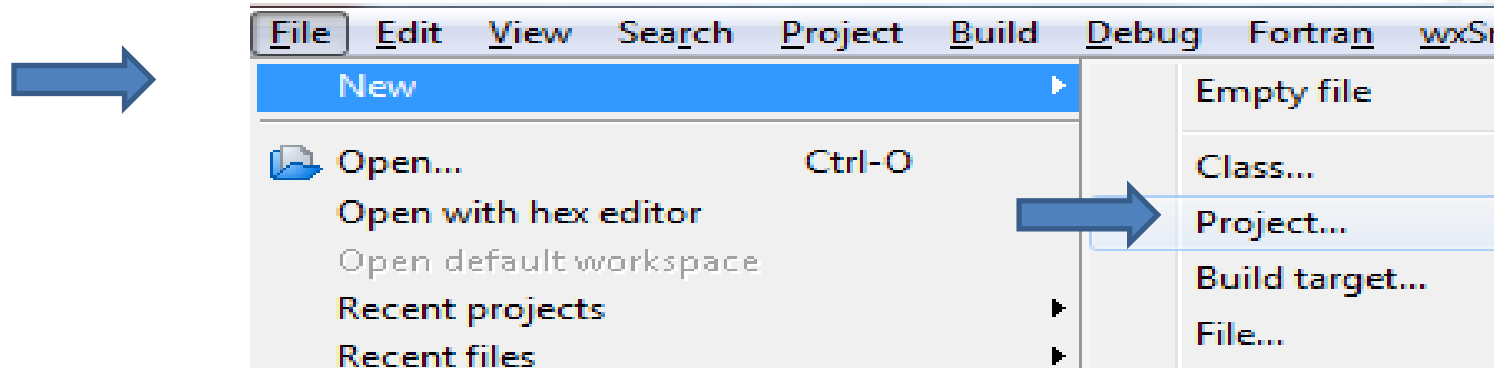 File Edit View Search Project Build Debug Fortran
New
Open... Ctrl-O
Open with hex editor
Open default workspace
Recent projects
Recent files
Empty file
Class...
Project...
Build target...
File...